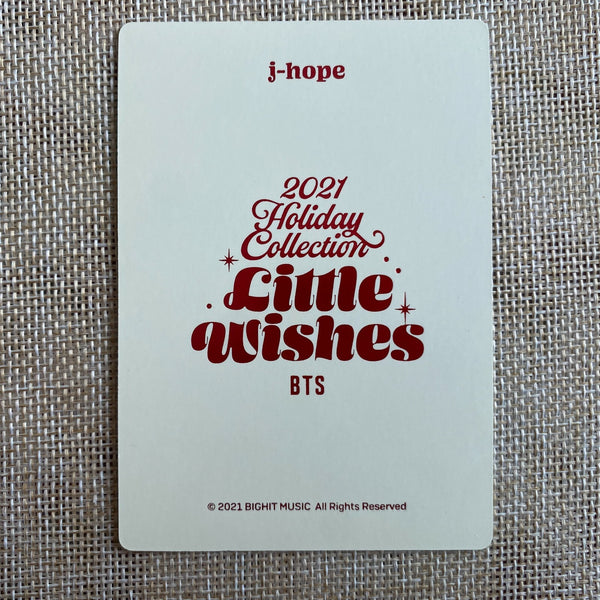 j-hope
2021
Holiday
Collection
Little
Wishes
BTS
© 2021 BIGHIT MUSIC All Rights Reserved